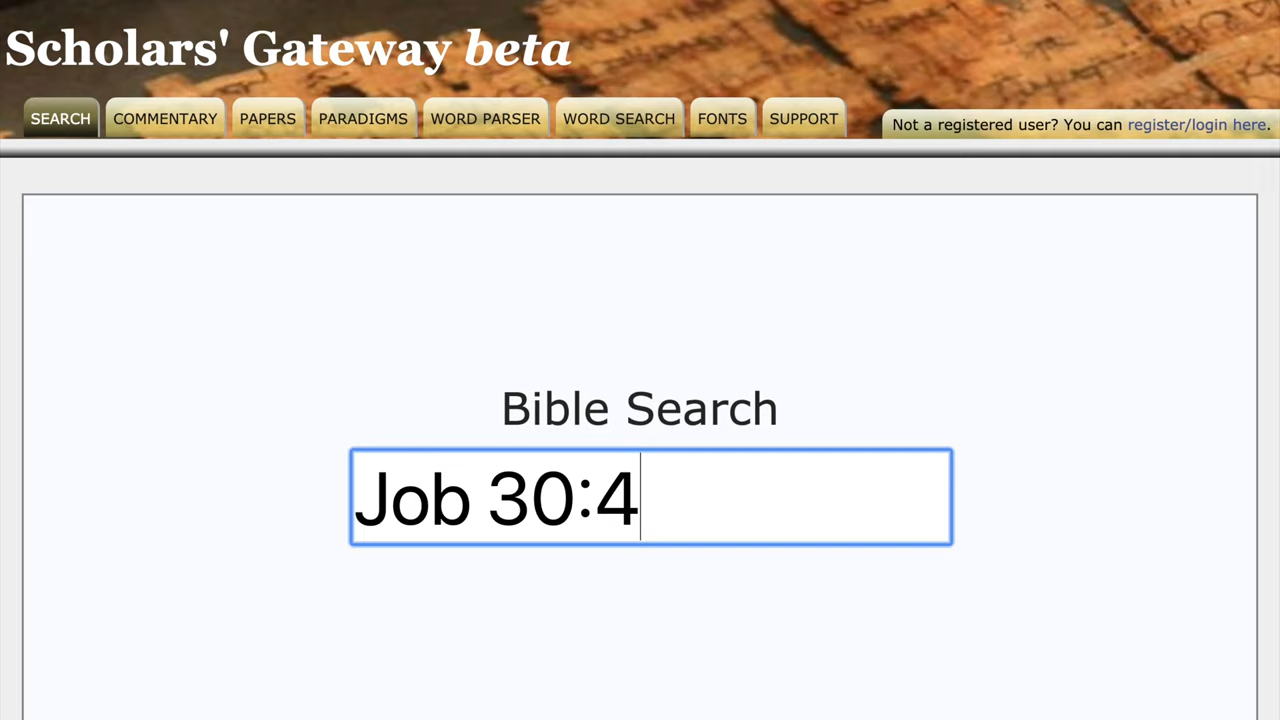 Scholars' Gateway beta
SEARCH COMMENTARY PAPERS PARADIGMS WORD PARSER WORD SEARCH FONTS SUPPORT Not a registered user? You can register/login here.
Bible Search
Job 30:4